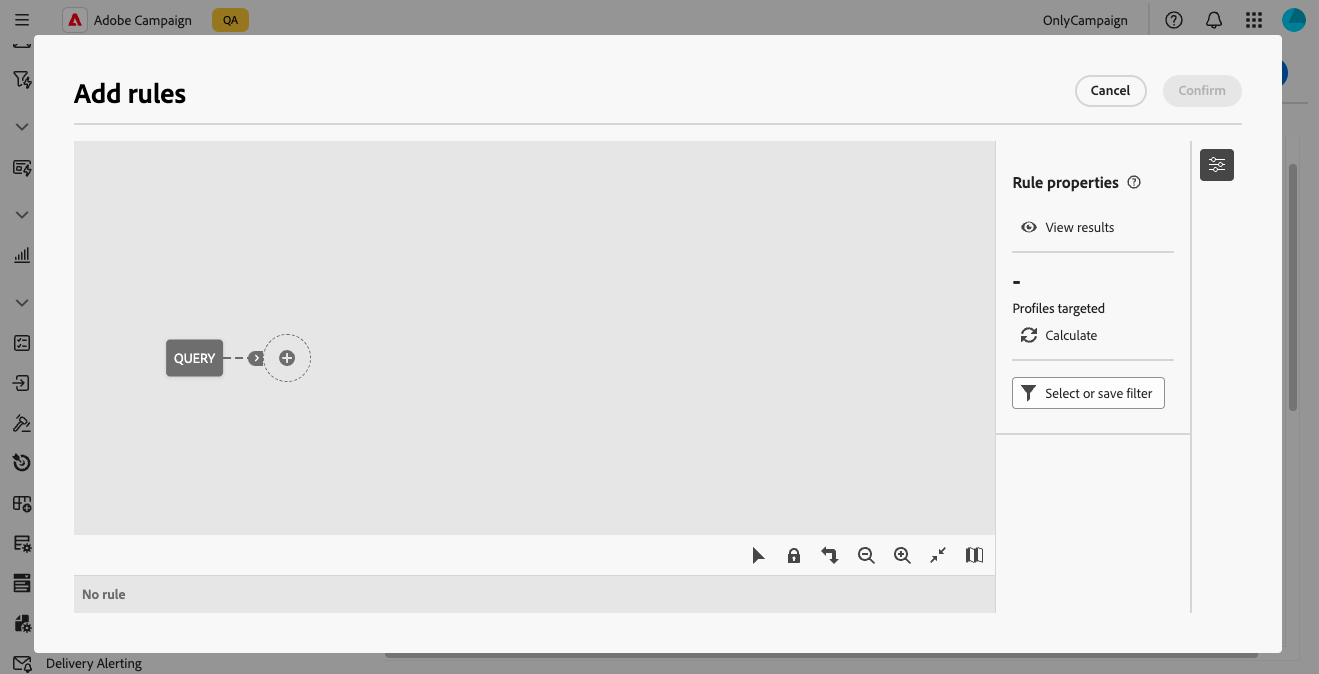 Adobe Campaign
QA
OnlyCampaign
Add rules
Cancel
Confirm
Rule properties
View results
-
Profiles targeted
Calculate
Select or save filter
QUERY
No rule
Delivery Alerting